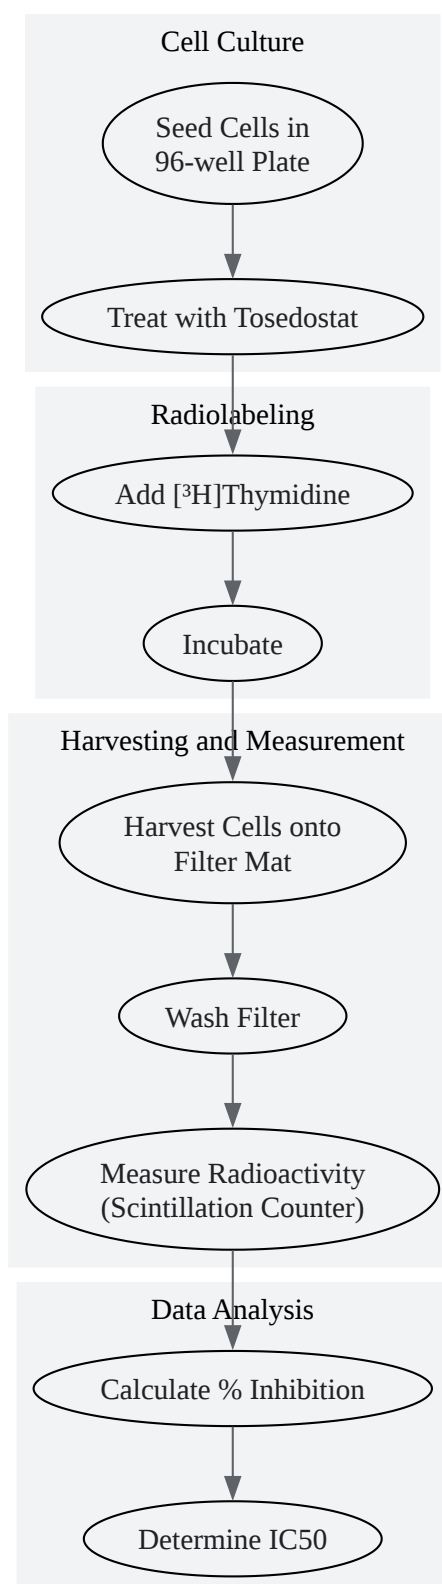 Cell Culture
Seed Cells in
96-well Plate
Treat with Tosedostat
Radiolabeling
Add [³H]Thymidine
Incubate
Harvesting and Measurement
Harvest Cells onto
Filter Mat
Wash Filter
Measure Radioactivity
(Scintillation Counter)
Data Analysis
Calculate % Inhibition
Determine IC50